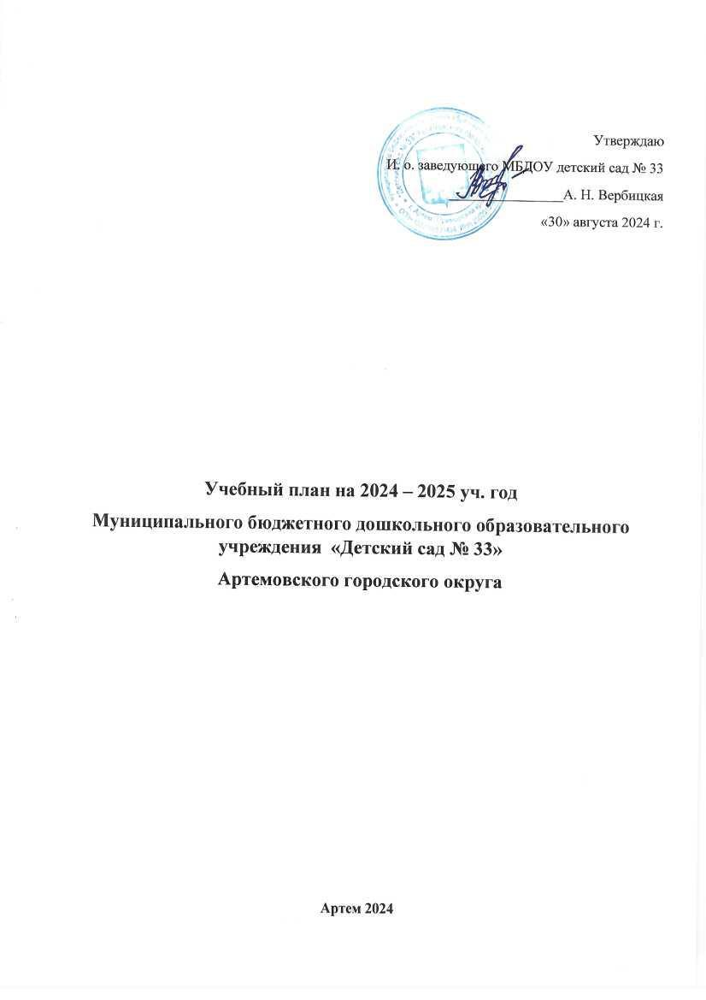 Утверждаю
И. о. заведующего МБДОУ детский сад № 33
А. Н. Вербицкая
«30» августа 2024 г.
Учебный план на 2024 – 2025 уч. год
Муниципального бюджетного дошкольного образовательного
учреждения «Детский сад № 33»
Артемовского городского округа
Артем 2024